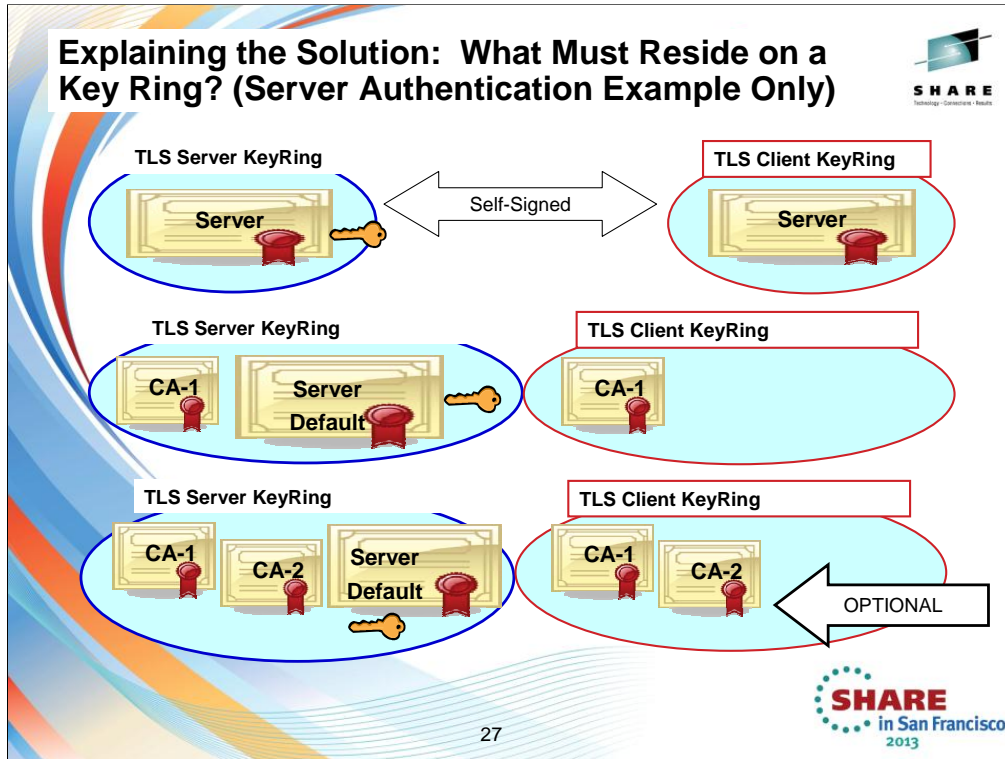 Explaining the Solution: What Must Reside on a
Key Ring? (Server Authentication Example Only)
SHARE
Technology - Connections - Results
TLS Server KeyRing
Server
Self-Signed
TLS Client KeyRing
Server
TLS Server KeyRing
CA-1
Server
Default
TLS Client KeyRing
CA-1
TLS Server KeyRing
CA-1
CA-2
Server
Default
TLS Client KeyRing
CA-1
CA-2
OPTIONAL
27
SHARE
in San Francisco
2013